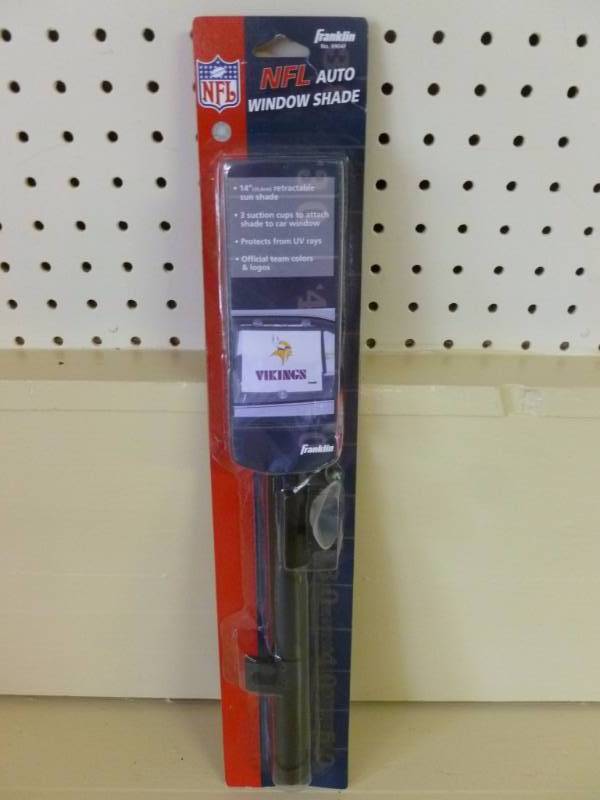 Franklin
NFL
NFL AUTO
WINDOW SHADE
• 14" retractable
sun shade
• 3 suction cups to attach
shade to car window
• Protects from UV rays
• Official team colors
& logos
VIKINGS
Franklin